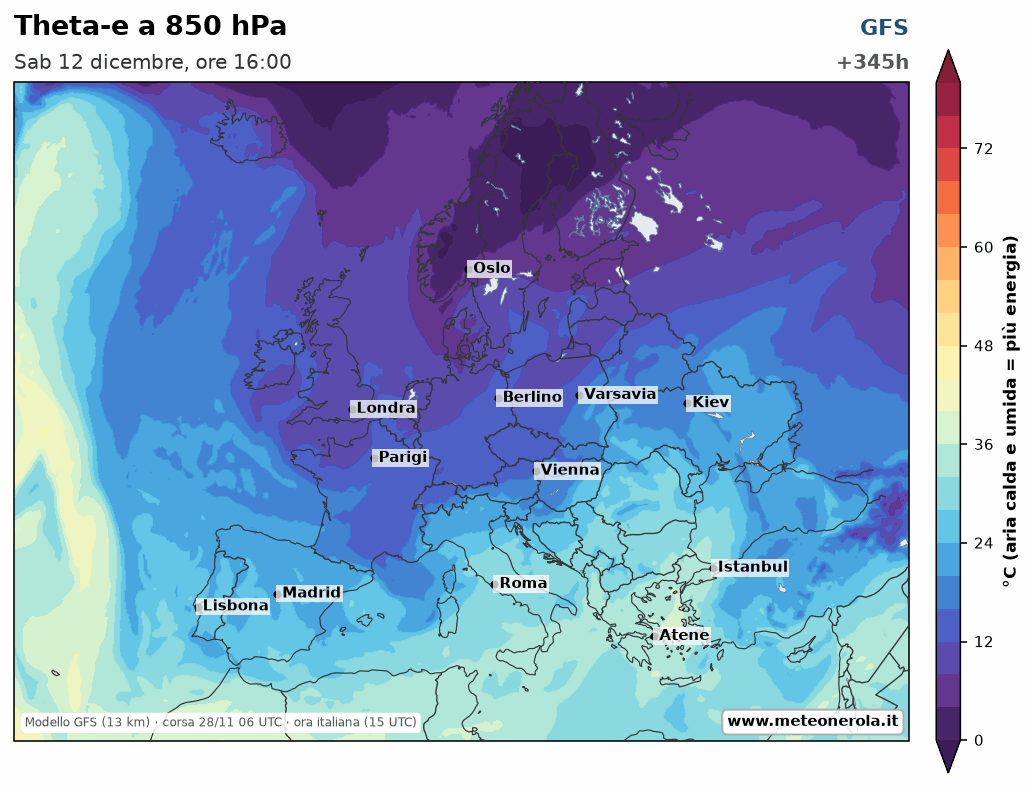 Theta-e a 850 hPa
GFS
Sab 12 dicembre, ore 16:00
+345h
72
60
48
36
24
12
0
°C (aria calda e umida = più energia)
Oslo
Londra
Berlino
Varsavia
Kiev
Parigi
Vienna
Istanbul
Roma
Madrid
Lisbona
Atene
Modello GFS (13 km) · corsa 28/11 06 UTC · ora italiana (15 UTC)
www.meteonerola.it